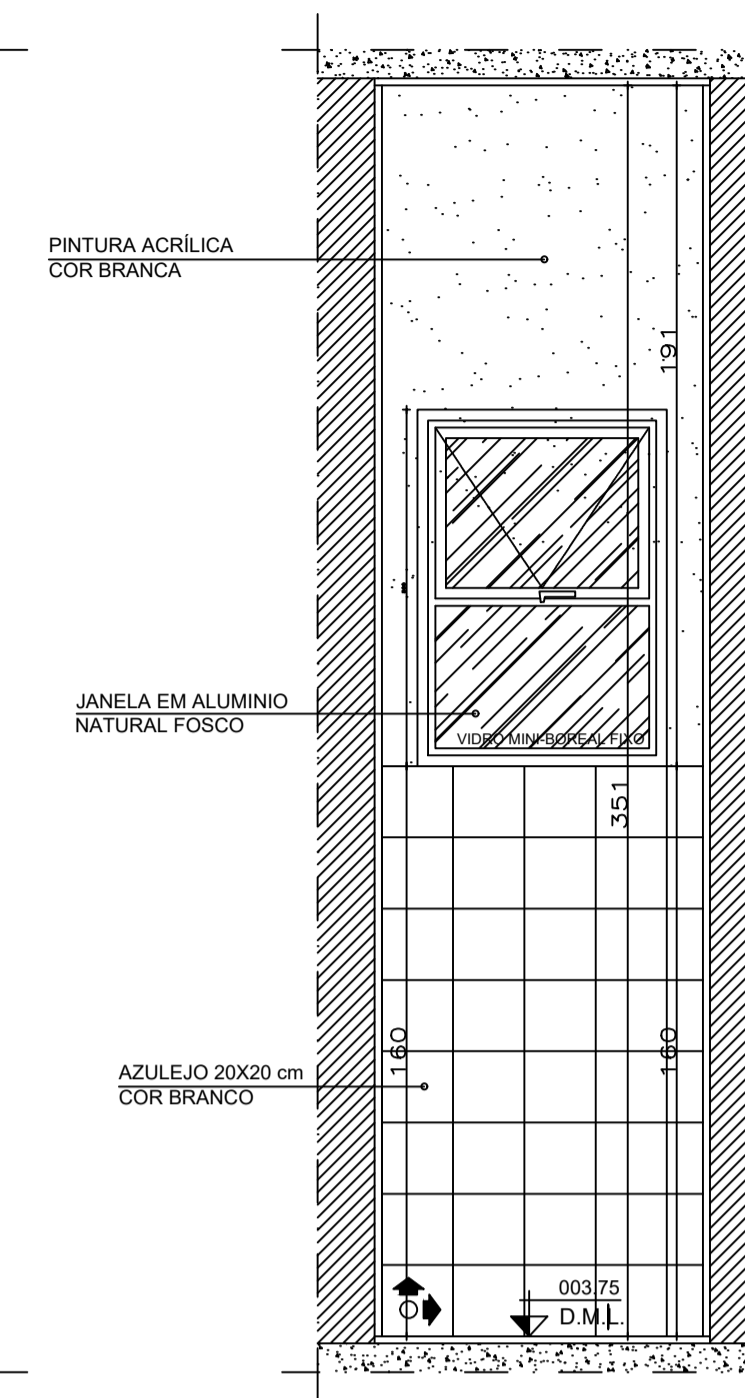 PINTURA ACRÍLICA
COR BRANCA
191
JANELA EM ALUMINIO
NATURAL FOSCO
VIDRO MINI-BOREAL FIXO
351
160
160
AZULEJO 20X20 cm
COR BRANCO
003.75
D.M.L.